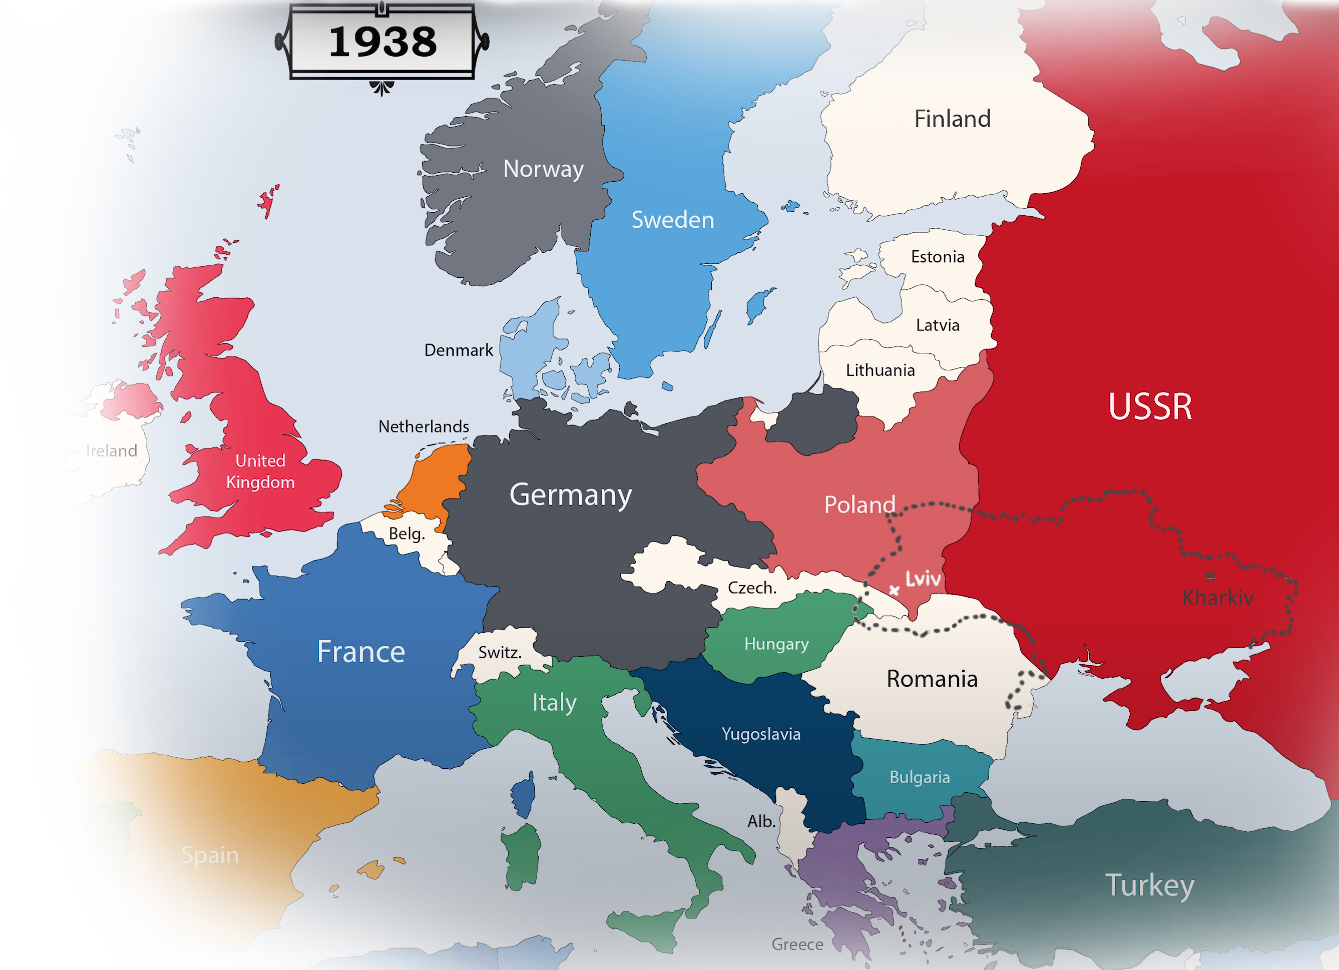 1938
Finland
Norway
Sweden
Estonia
Latvia
Denmark
Lithuania
USSR
Netherlands
Ireland
United
Kingdom
Germany
Poland
Belg.
Lviv
Czech.
Kharkiv
France
Switz.
Hungary
Romania
Italy
Yugoslavia
Bulgaria
Alb.
Spain
Turkey
Greece